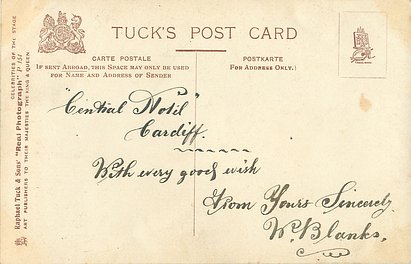 TUCK'S POST CARD
CARTE POSTALE
POSTKARTE
IF SENT ABROAD, THIS SPACE MAY ONLY BE USED
FOR NAME AND ADDRESS OF SENDER
(FOR ADDRESS ONLY.)
CELEBRITIES OF THE STAGE
Raphael Tuck & Sons' "Real Photograph" P 151
ART PUBLISHERS TO THEIR MAJESTIES THE KING & QUEEN
"Central Hotel"
Cardiff.
With every good wish
From Yours Sincerely
W. Blanks.